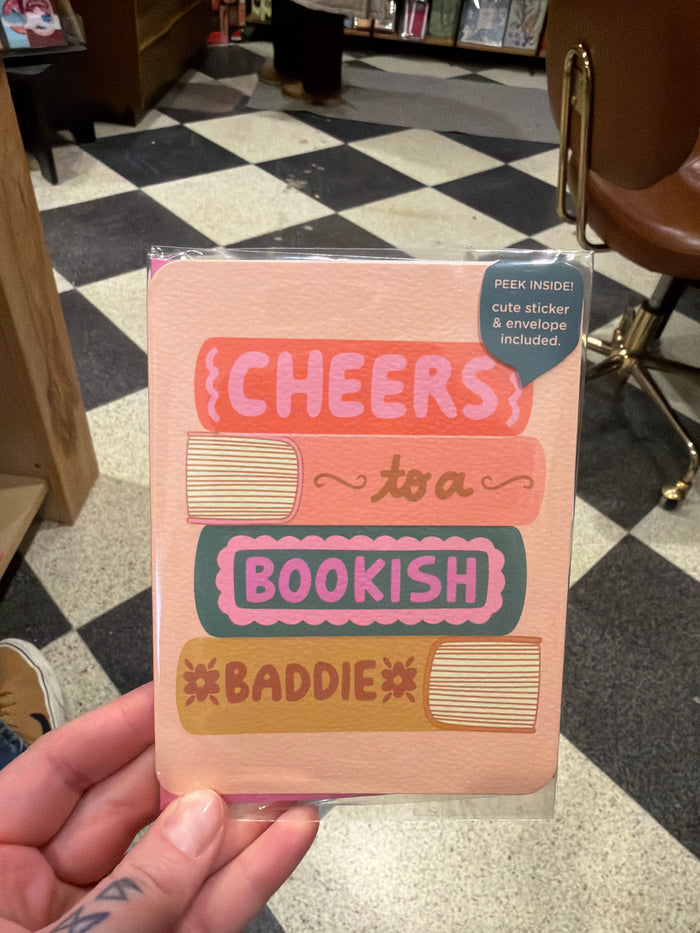 PEEK INSIDE!
cute sticker
& envelope
included.
CHEERS
to a
BOOKISH
BADDIE